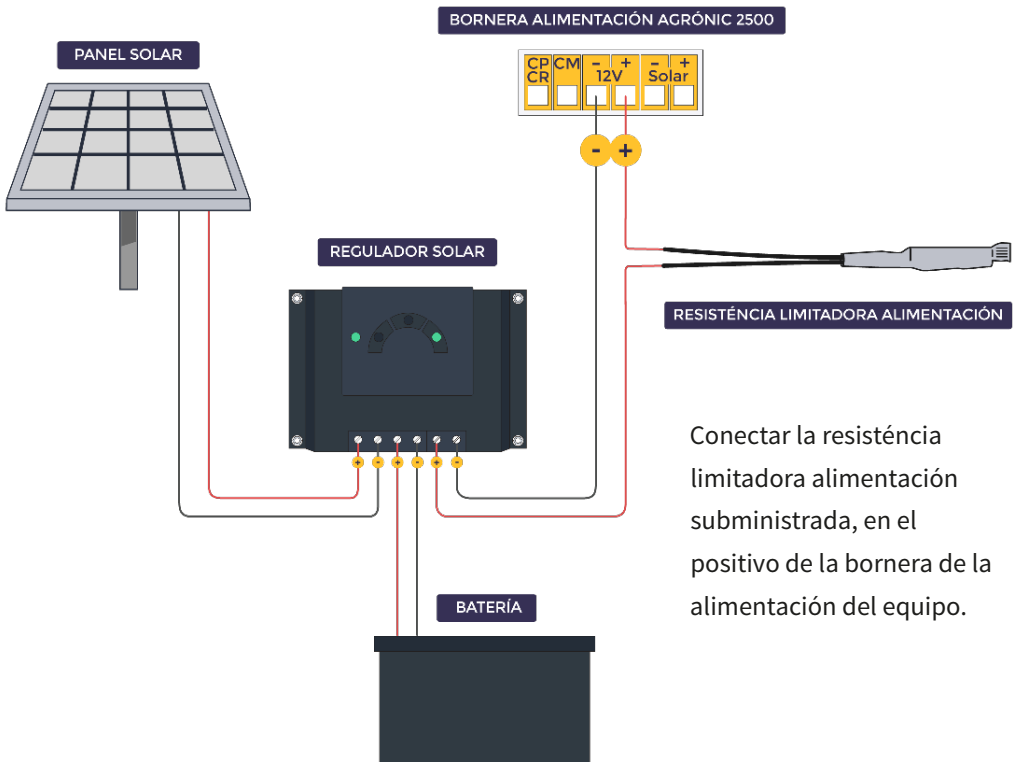 BORNERA ALIMENTACIÓN AGRÓNIC 2500
PANEL SOLAR
CP CM - + - +
CR 12V Solar
- +
REGULADOR SOLAR
RESISTÉNCIA LIMITADORA ALIMENTACIÓN
+ - + - + -
Conectar la resisténcia
limitadora alimentación
subministrada, en el
positivo de la bornera de la
alimentación del equipo.
BATERÍA